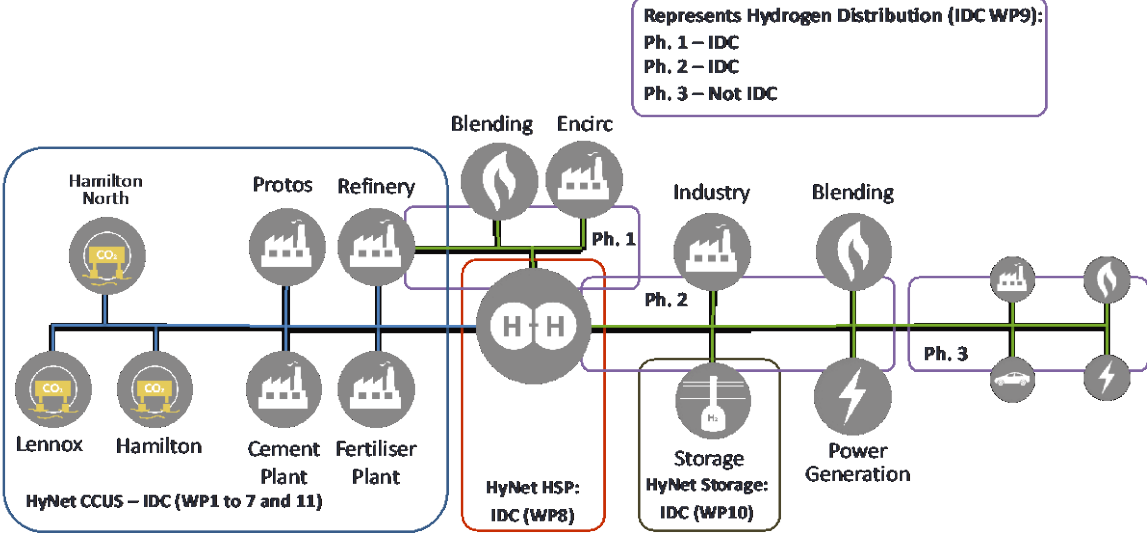 Represents Hydrogen Distribution (IDC WP9):
Ph. 1 – IDC
Ph. 2 – IDC
Ph. 3 – Not IDC
Blending
Encirc
Hamilton
North
Protos
Refinery
Industry
Blending
CO₂
Ph. 1
Ph. 2
H-H
Ph. 3
CO₂
CO₂
H₂
Lennox
Hamilton
Cement
Plant
Fertiliser
Plant
Storage
Power
Generation
HyNet CCUS – IDC (WP1 to 7 and 11)
HyNet HSP:
IDC (WP8)
HyNet Storage:
IDC (WP10)